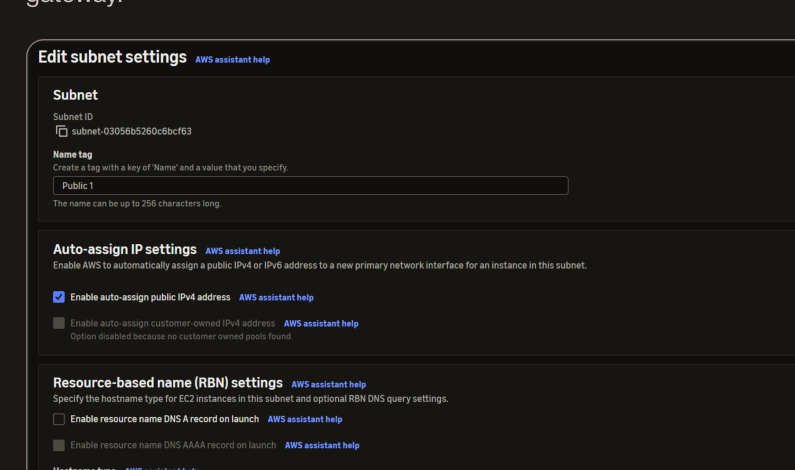 gateway.
Edit subnet settings AWS assistant help
Subnet
Subnet ID
subnet-03056b5260c6bcf63
Name tag
Create a tag with a key of 'Name' and a value that you specify.
Public 1
The name can be up to 256 characters long.
Auto-assign IP settings AWS assistant help
Enable AWS to automatically assign a public IPv4 or IPv6 address to a new primary network interface for an instance in this subnet.
Enable auto-assign public IPv4 address AWS assistant help
Enable auto-assign customer-owned IPv4 address AWS assistant help
Option disabled because no customer owned pools found.
Resource-based name (RBN) settings AWS assistant help
Specify the hostname type for EC2 instances in this subnet and optional RBN DNS query settings.
Enable resource name DNS A record on launch AWS assistant help
Enable resource name DNS AAAA record on launch AWS assistant help
Hostname type AWS assistant help